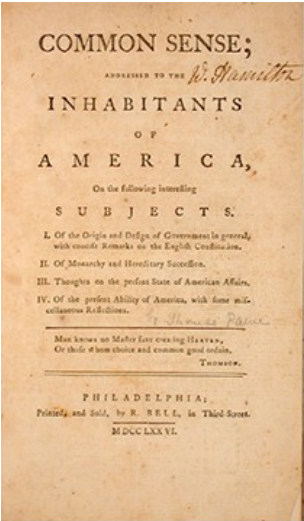 COMMON SENSE;
ADDRESSED TO THE
W. Hamilton
INHABITANTS
OF
AMERICA,
On the following interesting
SUBJECTS.
I. Of the Origin and Design of Government in general,
with concise Remarks on the English Constitution.
II. Of Monarchy and Hereditary Succession.
III. Thoughts on the present State of American Affairs.
IV. Of the present Ability of America, with some mis-
cellaneous Reflections.
by Thomas Paine
Man knows no Master save creating HEAVEN,
Or those whom choice and common good ordain.
THOMSON.
PHILADELPHIA;
Printed, and Sold, by R. BELL, in Third-Street.
MDCCLXXVI.